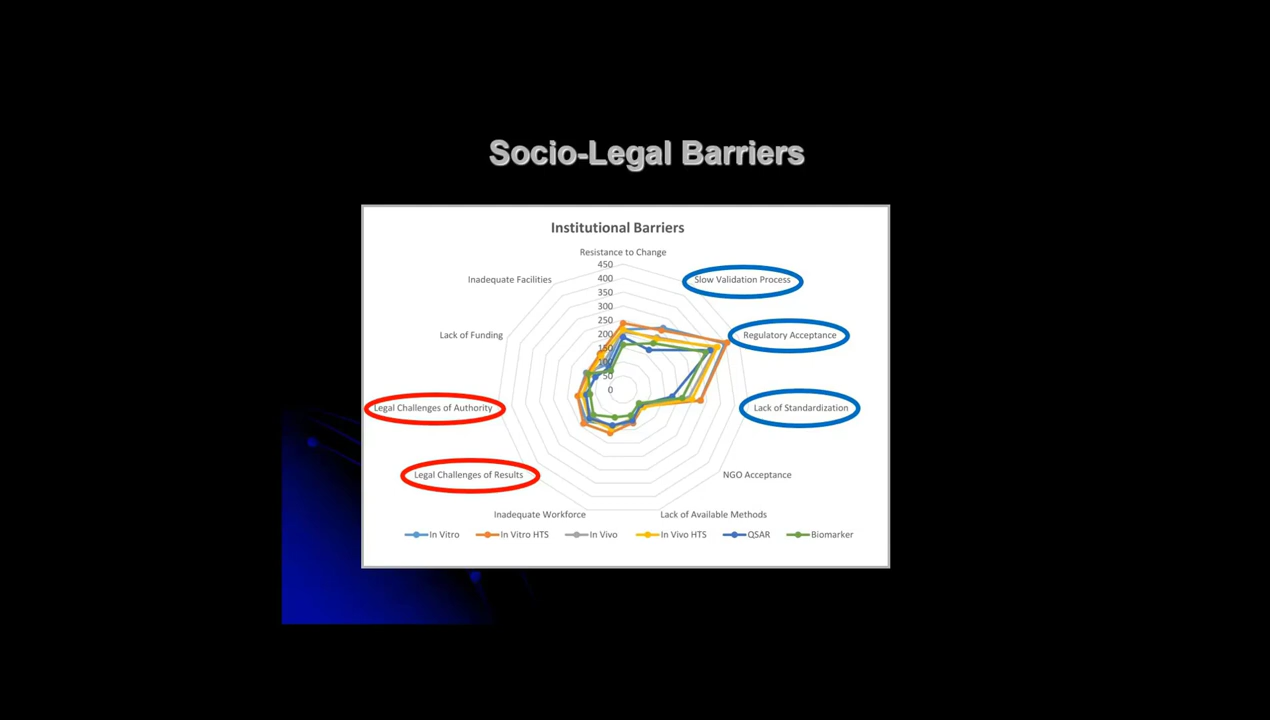 Socio-Legal Barriers
Institutional Barriers
Resistance to Change
450
400
350
300
250
200
150
100
50
0
Inadequate Facilities
Slow Validation Process
Lack of Funding
Regulatory Acceptance
Legal Challenges of Authority
Lack of Standardization
Legal Challenges of Results
NGO Acceptance
Inadequate Workforce
Lack of Available Methods
In Vitro
In Vitro HTS
In Vivo
In Vivo HTS
QSAR
Biomarker